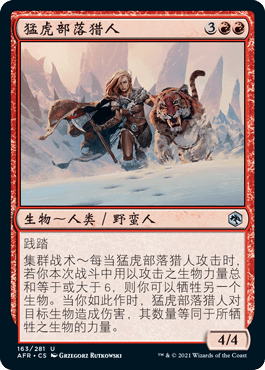 猛虎部落猎人 3
生物～人类 / 野蛮人
践踏
集群战术～每当猛虎部落猎人攻击时，
若你本次战斗中用以攻击之生物力量总
和等于或大于6，则你可以牺牲另一个
生物。当你如此作时，猛虎部落猎人对
目标生物造成伤害，其数量等同于所牺
牲之生物的力量。
4/4
163/281 U
AFR • CS GRZEGORZ RUTKOWSKI
™ & © 2021 Wizards of the Coast